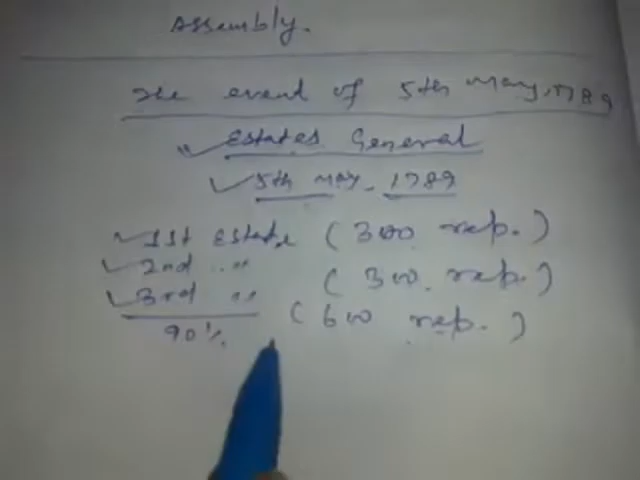 Assembly.
The event of 5th May, 1789
Estates General
5th May, 1789
1st Estate (300 rep.)
2nd " (300 rep.)
3rd " (600 rep.)
90%